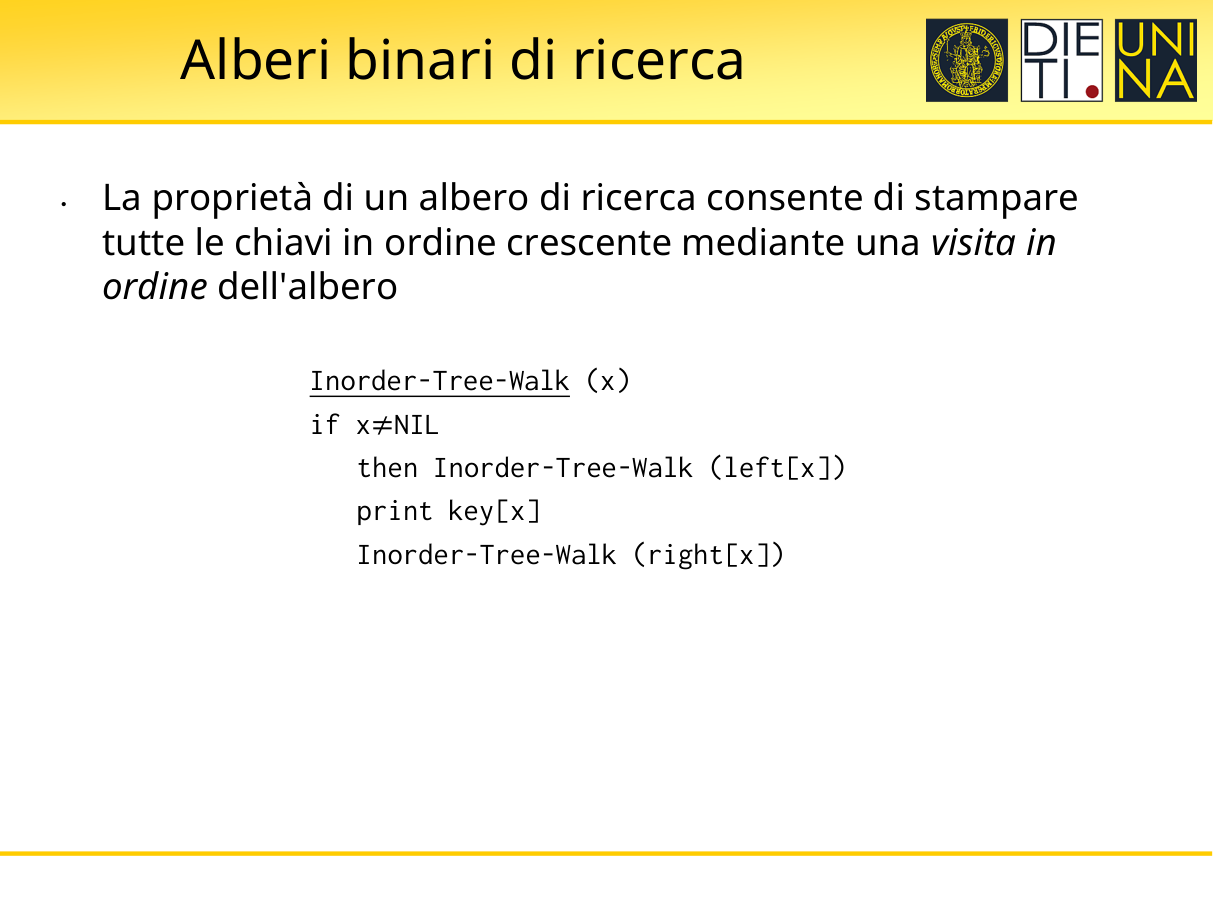 Alberi binari di ricerca
DIE
TI.
UNI
NA
• La proprietà di un albero di ricerca consente di stampare
tutte le chiavi in ordine crescente mediante una visita in
ordine dell'albero
Inorder-Tree-Walk (x)
if x≠NIL
then Inorder-Tree-Walk (left[x])
print key[x]
Inorder-Tree-Walk (right[x])